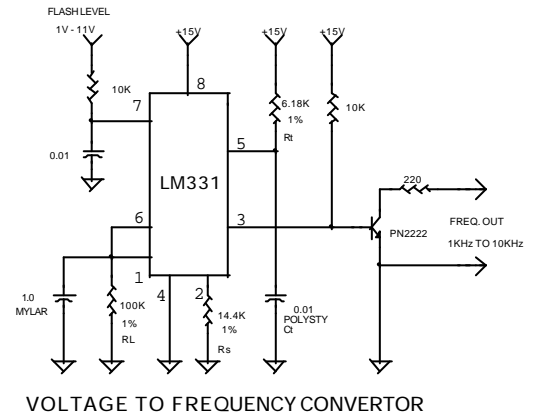 FLASH LEVEL
1V - 11V
+15V
+15V
+15V
10K
8
7
6.18K
1%
Rt
10K
5
0.01
LM331
220
6
3
PN2222
FREQ. OUT
1KHz TO 10KHz
1
4
2
1.0
MYLAR
100K
1%
RL
14.4K
1%
Rs
0.01
POLYSTY
Ct
VOLTAGE TO FREQUENCY CONVERTOR